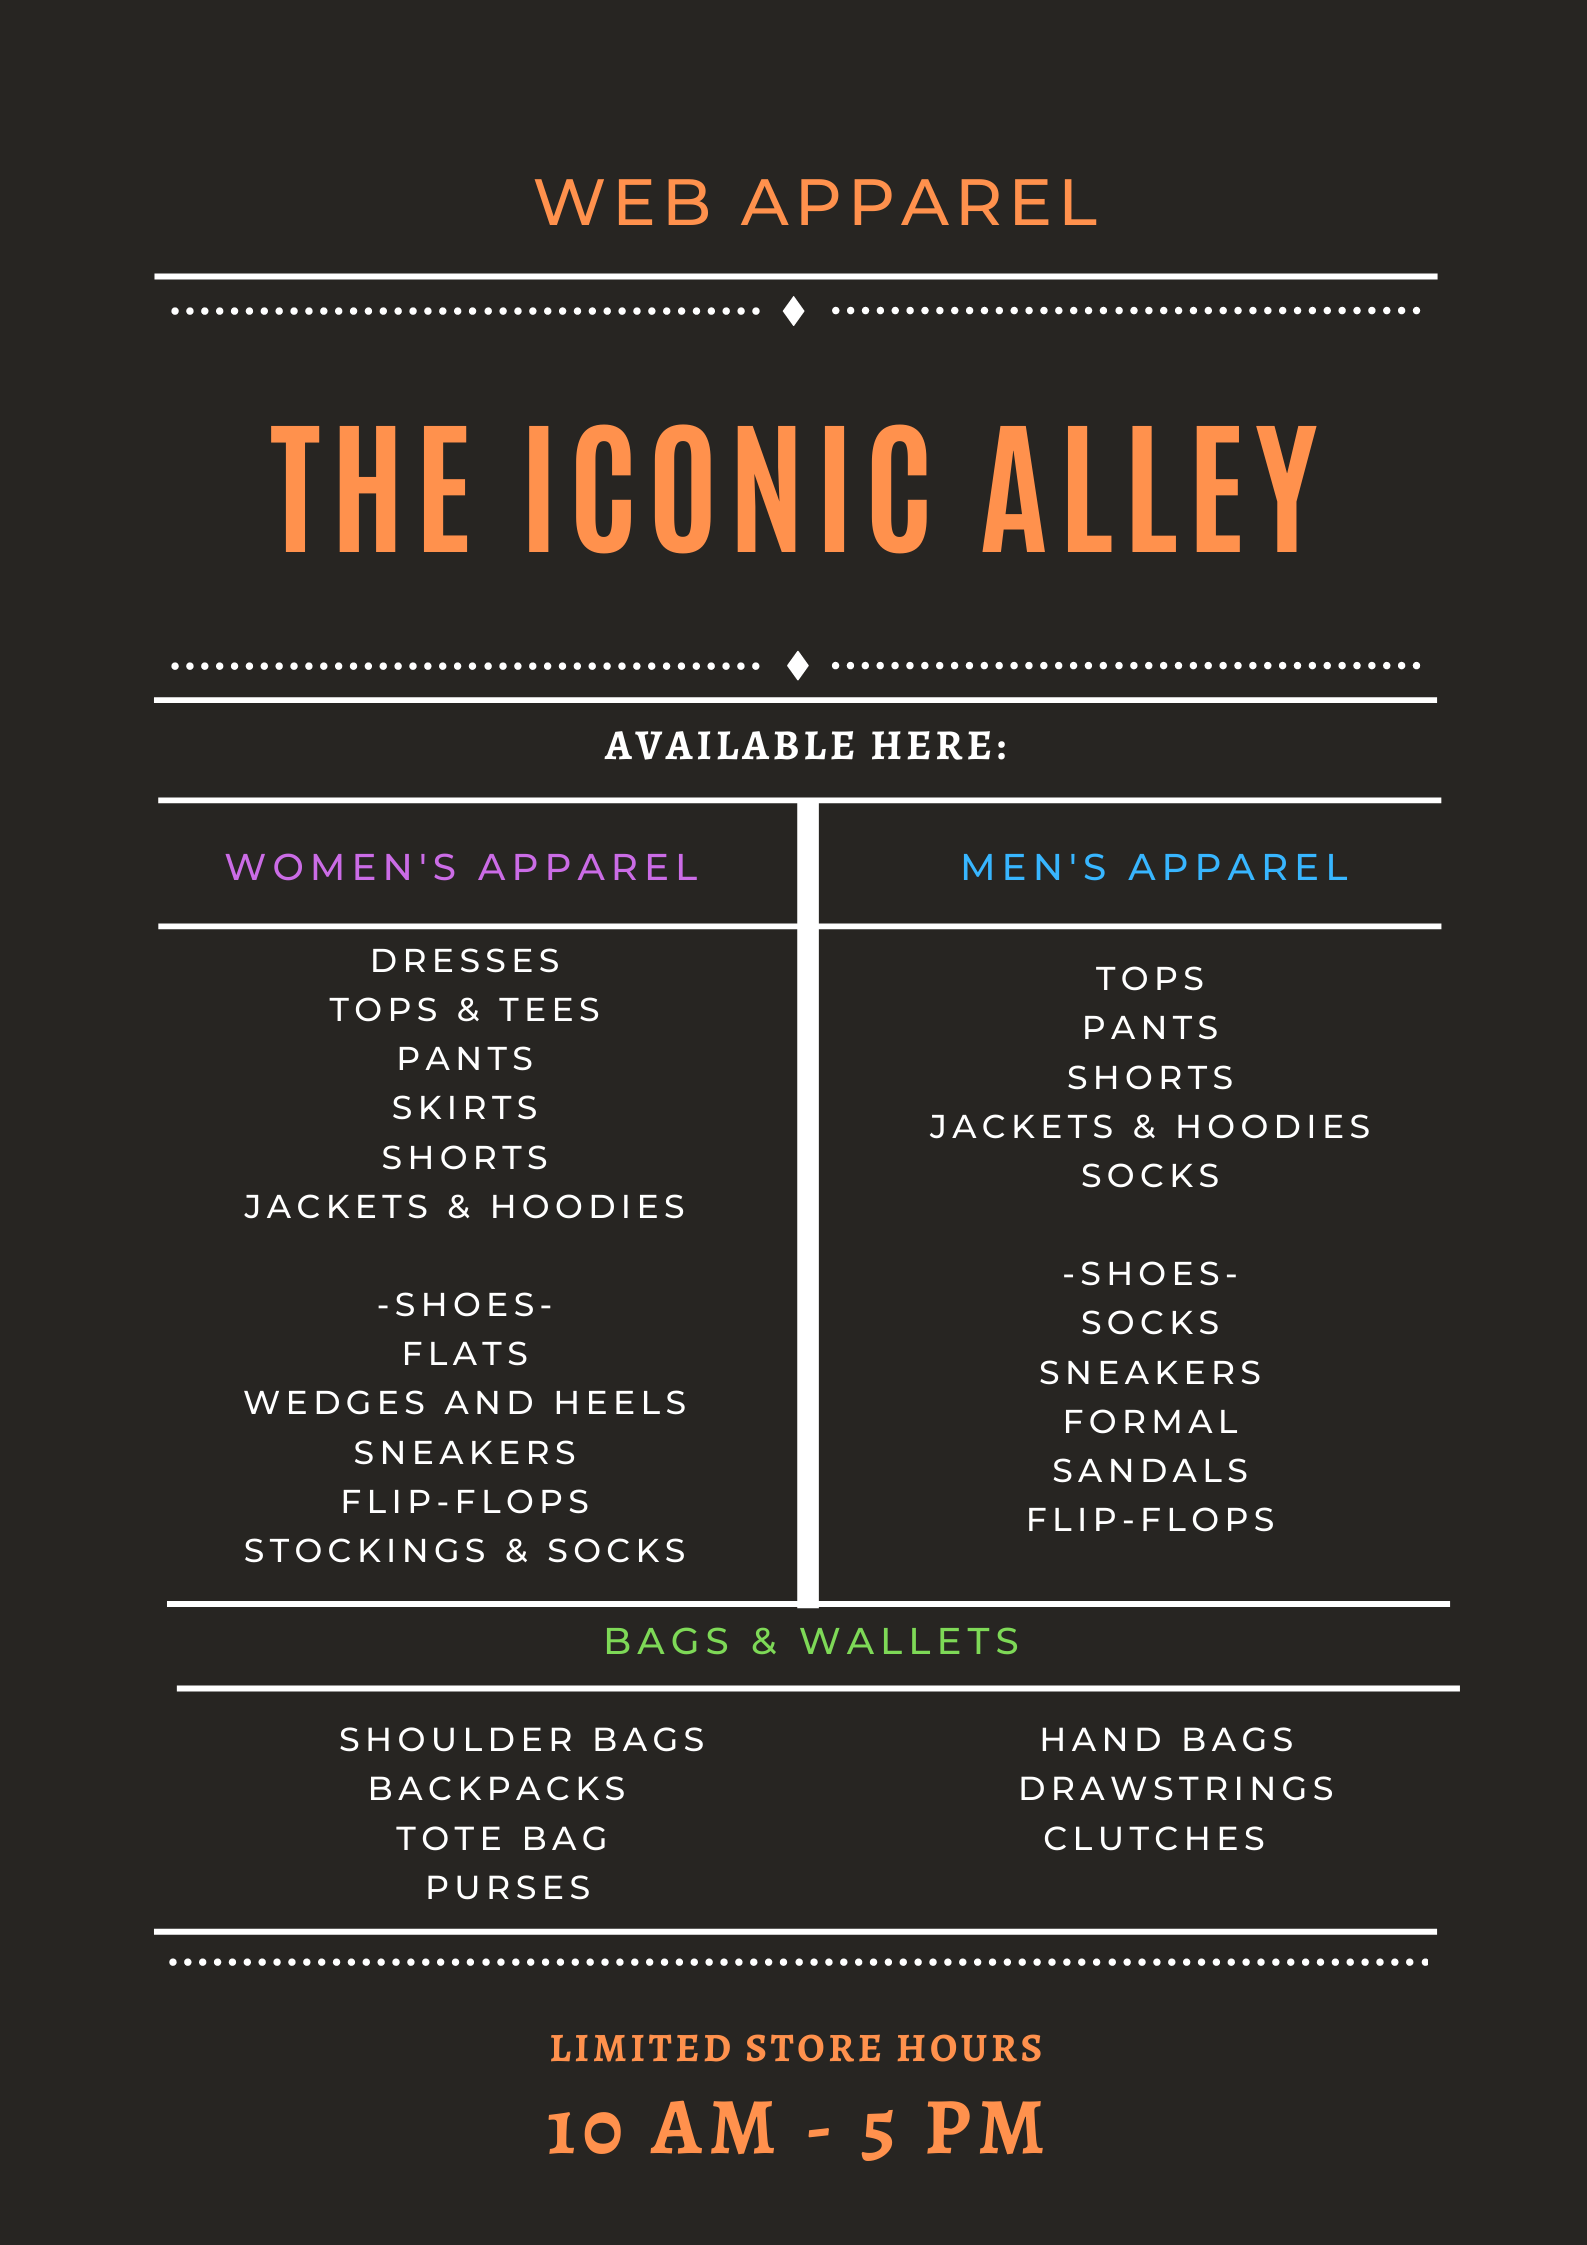 WEB APPAREL
THE ICONIC ALLEY
AVAILABLE HERE:
WOMEN'S APPAREL
DRESSES
TOPS & TEES
PANTS
SKIRTS
SHORTS
JACKETS & HOODIES
-SHOES-
FLATS
WEDGES AND HEELS
SNEAKERS
FLIP-FLOPS
STOCKINGS & SOCKS
MEN'S APPAREL
TOPS
PANTS
SHORTS
JACKETS & HOODIES
SOCKS
-SHOES-
SOCKS
SNEAKERS
FORMAL
SANDALS
FLIP-FLOPS
BAGS & WALLETS
SHOULDER BAGS
BACKPACKS
TOTE BAG
PURSES
HAND BAGS
DRAWSTRINGS
CLUTCHES
LIMITED STORE HOURS
10 AM - 5 PM